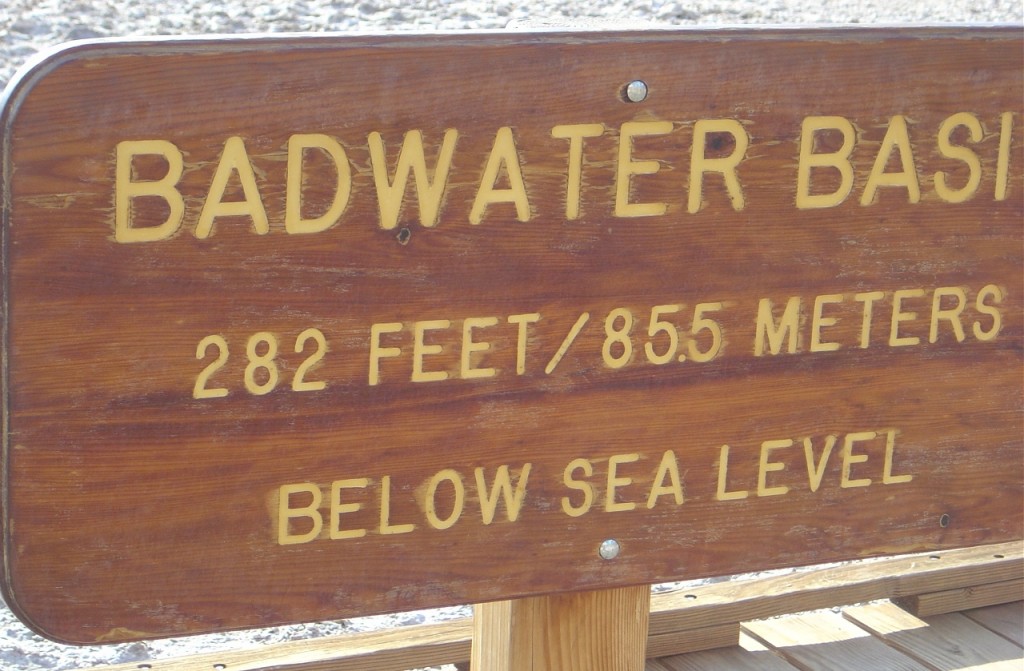 BADWATER BASI
282 FEET/85.5 METERS
BELOW SEA LEVEL